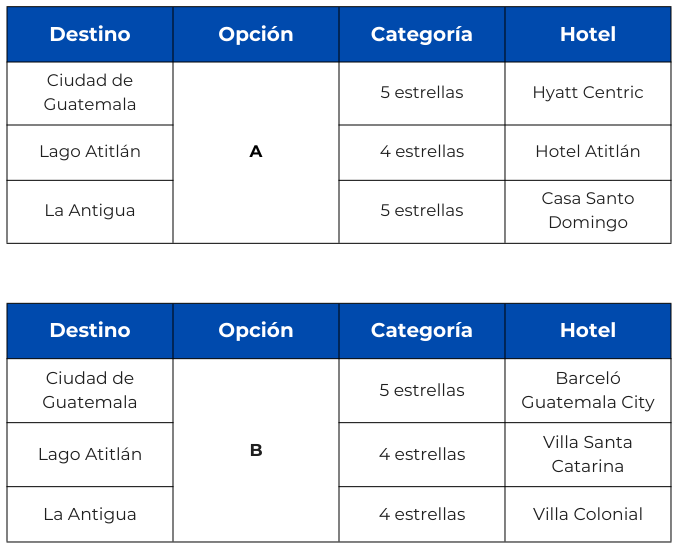 Destino Opción Categoría Hotel
Ciudad de
Guatemala
A
5 estrellas
Hyatt Centric
Lago Atitlán
4 estrellas
Hotel Atitlán
La Antigua
5 estrellas
Casa Santo
Domingo
Destino Opción Categoría Hotel
Ciudad de
Guatemala
B
5 estrellas
Barceló
Guatemala City
Lago Atitlán
4 estrellas
Villa Santa
Catarina
La Antigua
4 estrellas
Villa Colonial